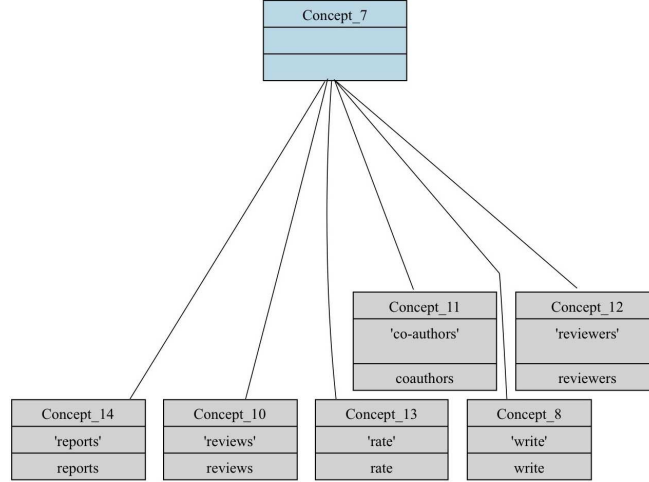 Concept_7
Concept_11
'co-authors'
coauthors
Concept_12
'reviewers'
reviewers
Concept_14
'reports'
reports
Concept_10
'reviews'
reviews
Concept_13
'rate'
rate
Concept_8
'write'
write